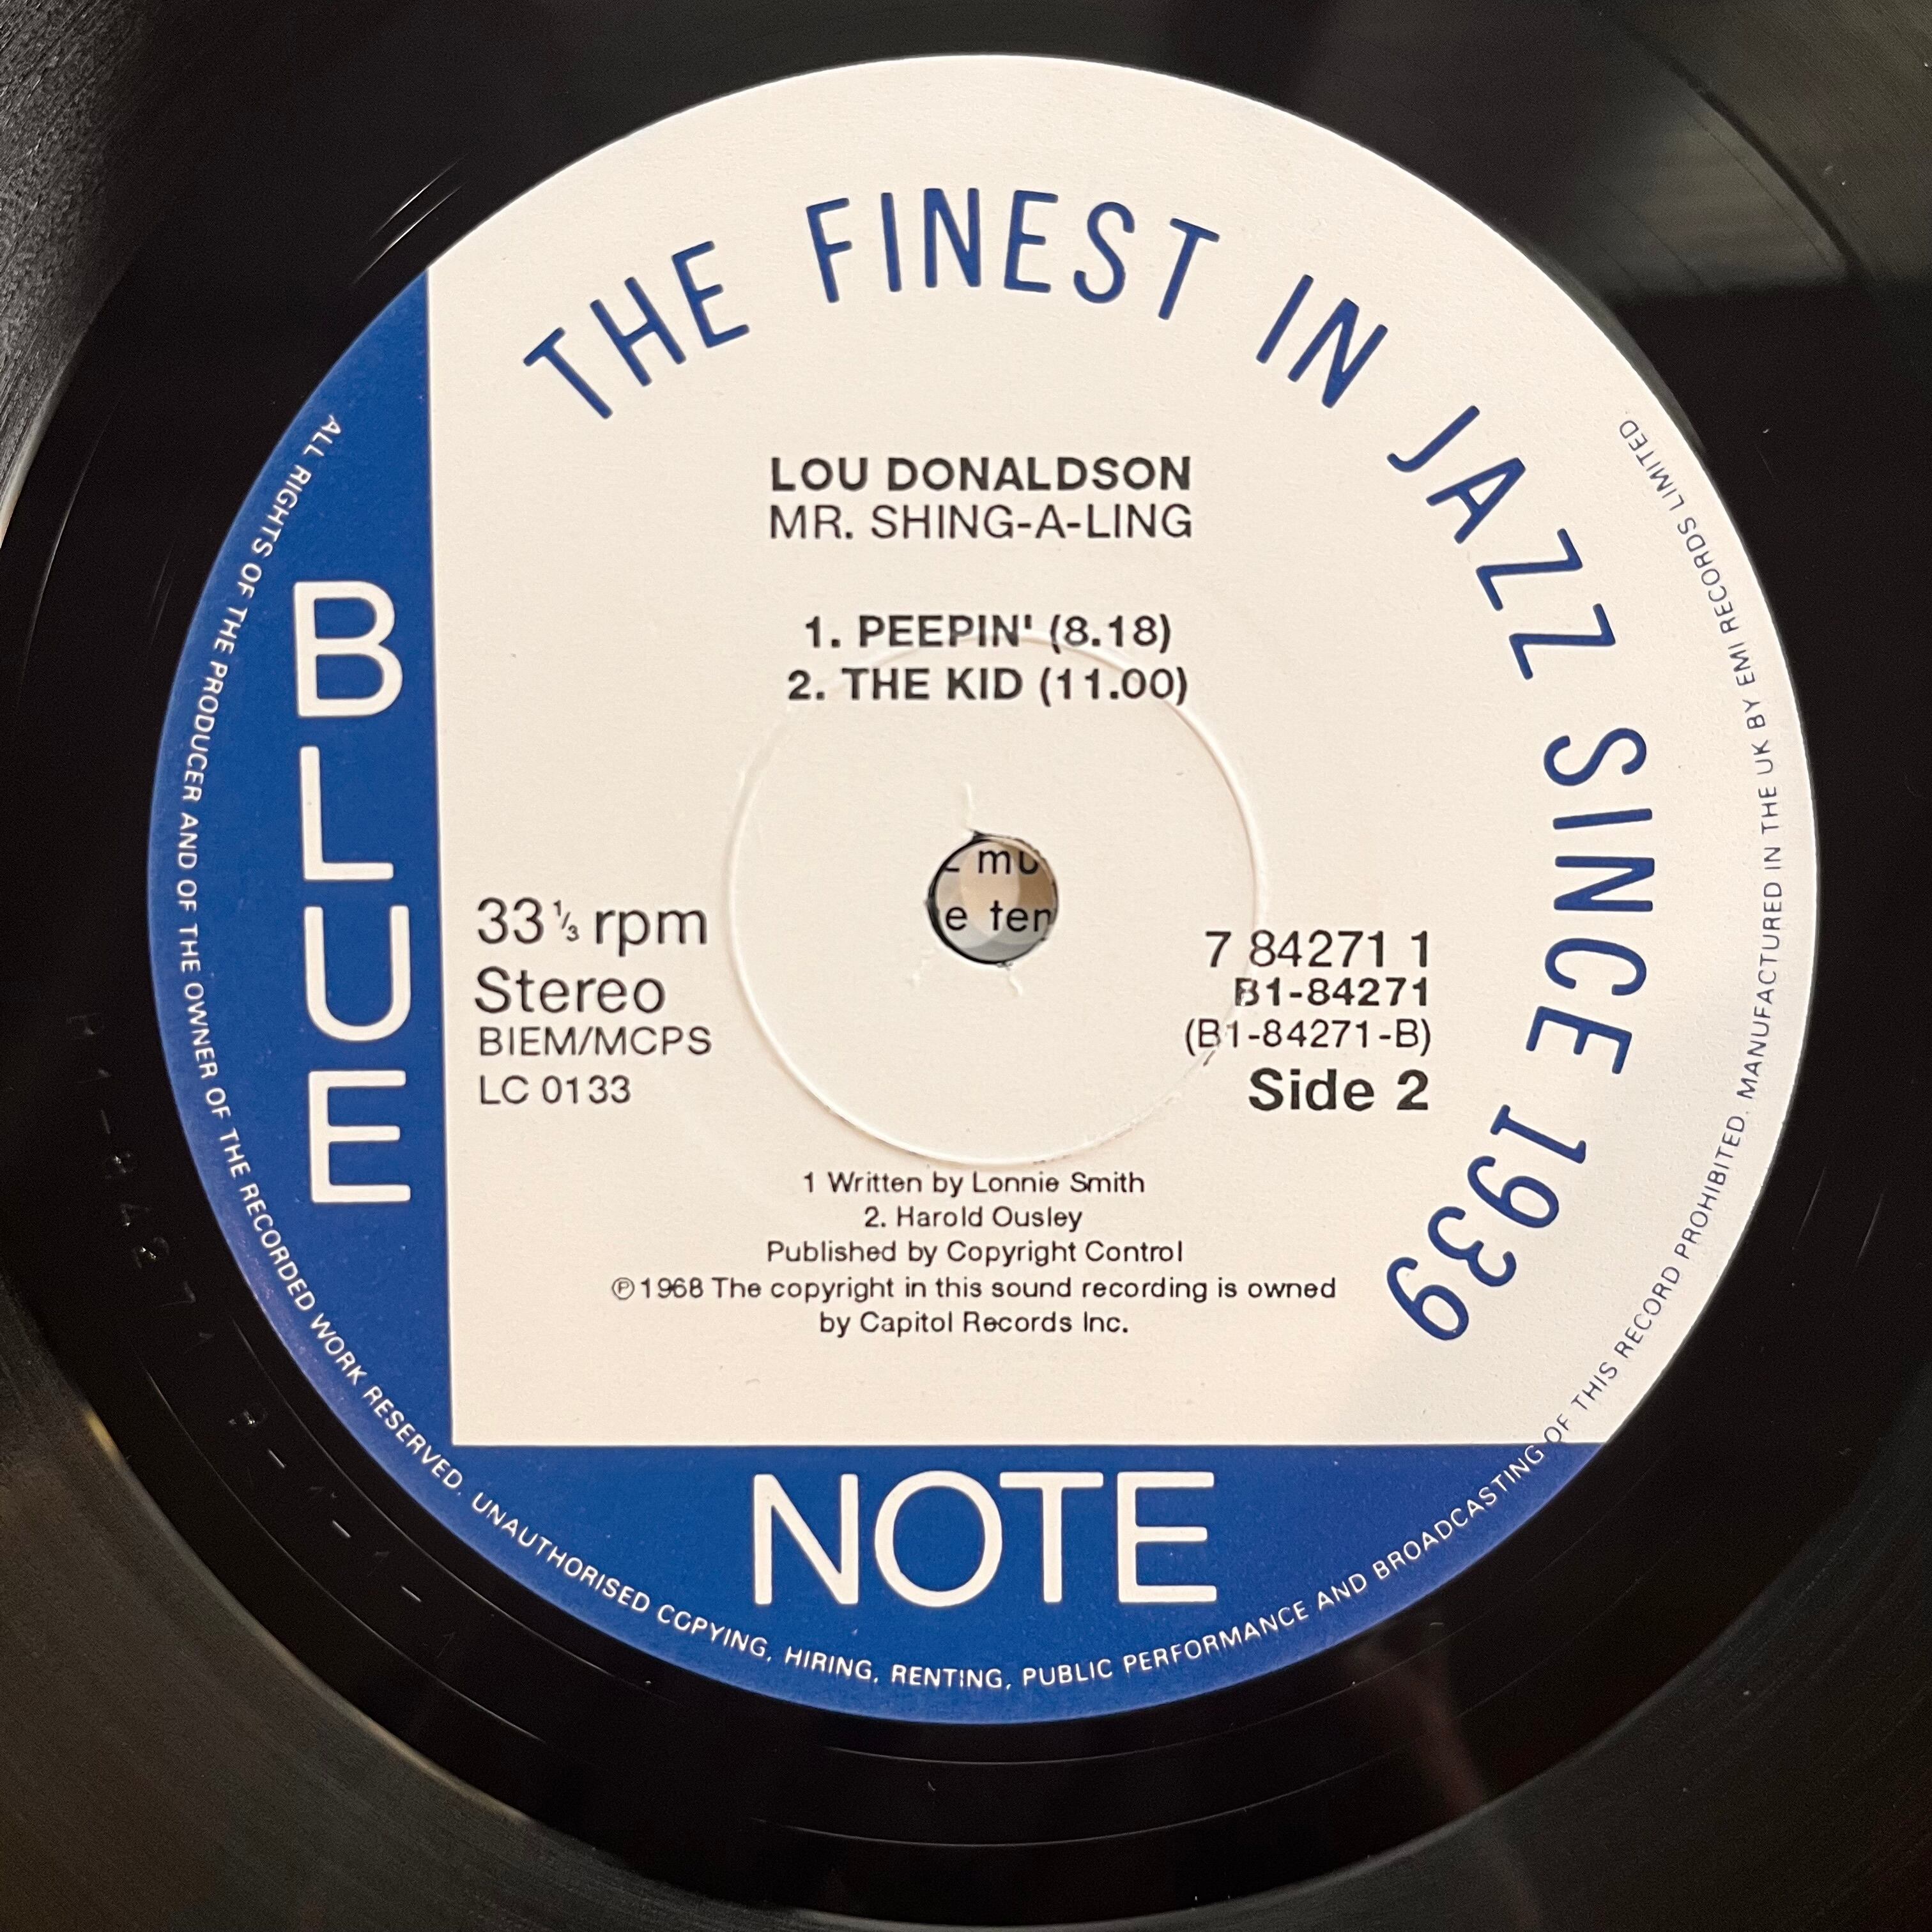 THE FINEST IN JAZZ SINCE 1939
LOU DONALDSON
MR. SHING-A-LING
1. PEEPIN' (8.18)
2. THE KID (11.00)
BLUE
33⅓ rpm
Stereo
BIEM/MCPS
LC 0133
mu
e ten
7 84271 1
B1-84271
(B1-84271-B)
Side 2
1 Written by Lonnie Smith
2. Harold Ousley
Published by Copyright Control
℗1968 The copyright in this sound recording is owned
by Capitol Records Inc.
NOTE
ALL RIGHTS OF THE PRODUCER AND OF THE OWNER OF THE RECORDED WORK RESERVED. UNAUTHORISED COPYING, HIRING, RENTING, PUBLIC PERFORMANCE AND BROADCASTING OF THIS RECORD PROHIBITED. MANUFACTURED IN THE UK BY EMI RECORDS LIMITED.